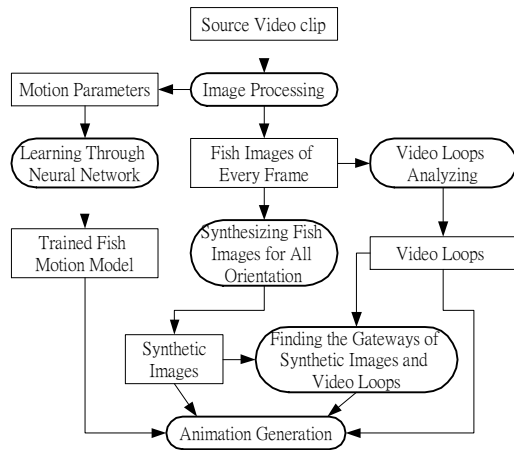 Source Video clip
Motion Parameters
Image Processing
Learning Through
Neural Network
Fish Images of
Every Frame
Video Loops
Analyzing
Trained Fish
Motion Model
Synthesizing Fish
Images for All
Orientation
Video Loops
Synthetic
Images
Finding the Gateways of
Synthetic Images and
Video Loops
Animation Generation